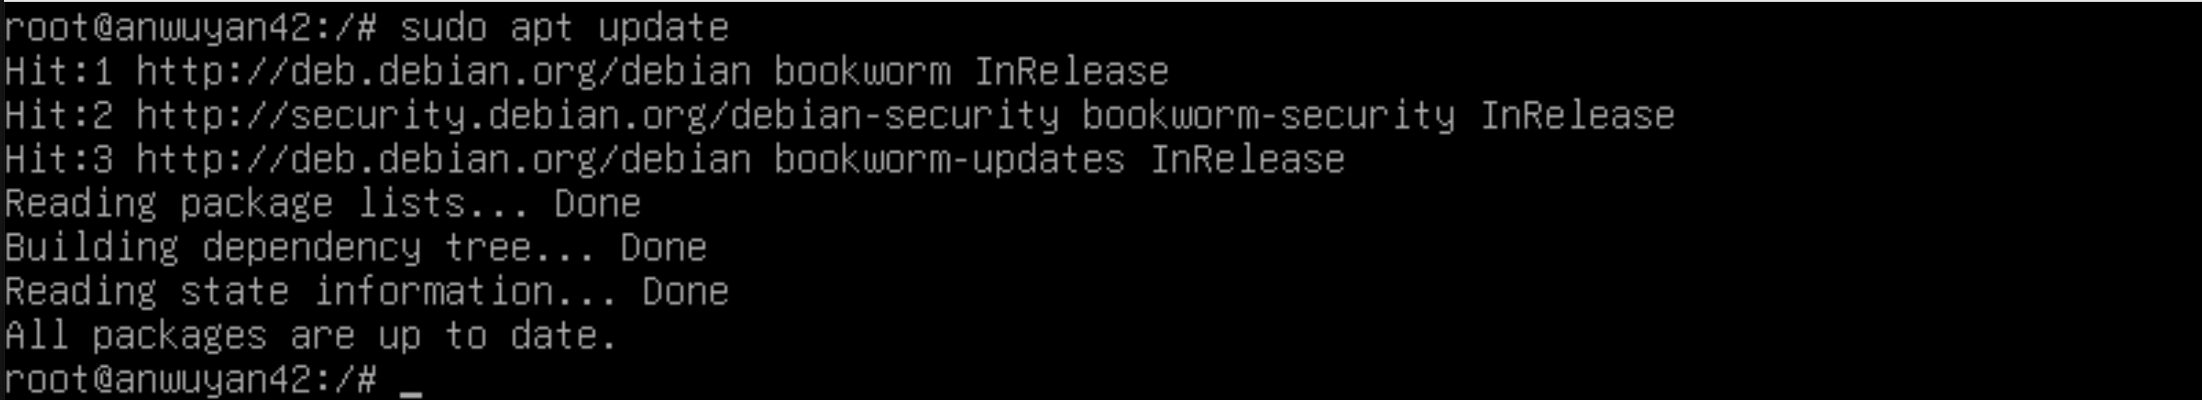 root@anwuyan42:/# sudo apt update
Hit:1 http://deb.debian.org/debian bookworm InRelease
Hit:2 http://security.debian.org/debian-security bookworm-security InRelease
Hit:3 http://deb.debian.org/debian bookworm-updates InRelease
Reading package lists... Done
Building dependency tree... Done
Reading state information... Done
All packages are up to date.
root@anwuyan42:/# _